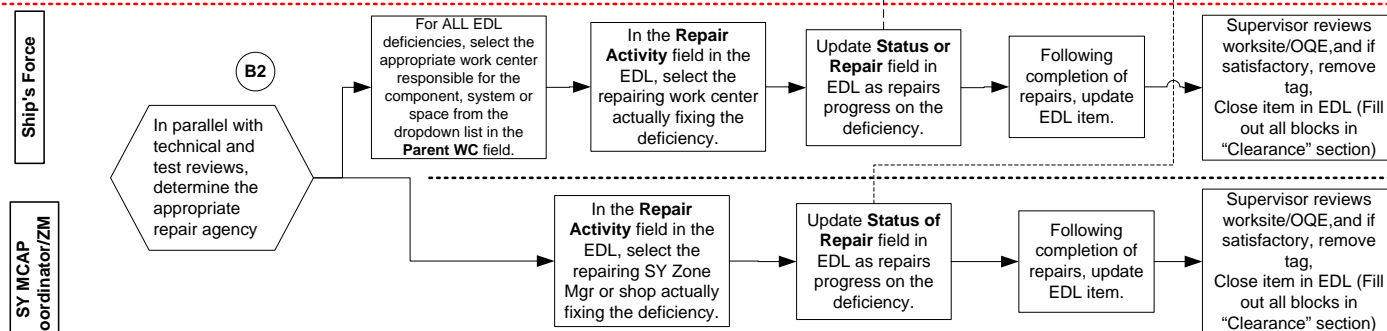 Ship's Force
B2
In parallel with
technical and
test reviews,
determine the
appropriate
repair agency
For ALL EDL
deficiencies, select the
appropriate work center
responsible for the
component, system or
space from the
dropdown list in the
Parent WC field.
In the Repair
Activity field in the
EDL, select the
repairing work center
actually fixing the
deficiency.
Update Status or
Repair field in
EDL as repairs
progress on the
deficiency.
Following
completion of
repairs, update
EDL item.
Supervisor reviews
worksite/OQE,and if
satisfactory, remove
tag,
Close item in EDL (Fill
out all blocks in
“Clearance” section)
SY MCAP
oordinator/ZM
In the Repair
Activity field in the
EDL, select the
repairing SY Zone
Mgr or shop actually
fixing the deficiency.
Update Status of
Repair field in
EDL as repairs
progress on the
deficiency.
Following
completion of
repairs, update
EDL item.
Supervisor reviews
worksite/OQE,and if
satisfactory, remove
tag,
Close item in EDL (Fill
out all blocks in
“Clearance” section)